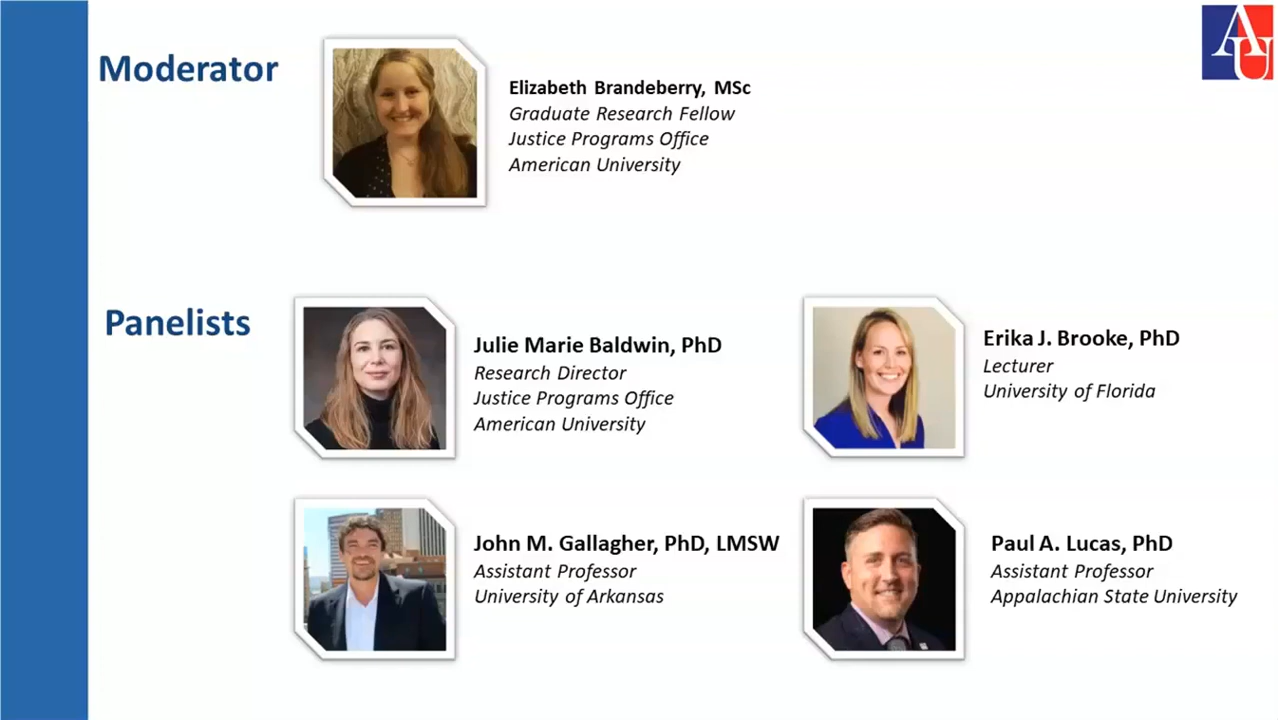 Moderator
Elizabeth Brandeberry, MSc
Graduate Research Fellow
Justice Programs Office
American University
AU
Panelists
Julie Marie Baldwin, PhD
Research Director
Justice Programs Office
American University
Erika J. Brooke, PhD
Lecturer
University of Florida
John M. Gallagher, PhD, LMSW
Assistant Professor
University of Arkansas
Paul A. Lucas, PhD
Assistant Professor
Appalachian State University